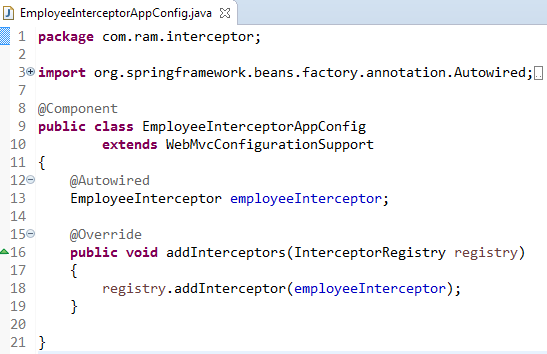 EmployeeInterceptorAppConfig.java
1 package com.ram.interceptor;
2
3 import org.springframework.beans.factory.annotation.Autowired;
7
8 @Component
9 public class EmployeeInterceptorAppConfig
10         extends WebMvcConfigurationSupport
11 {
12     @Autowired
13     EmployeeInterceptor employeeInterceptor;
14
15     @Override
16     public void addInterceptors(InterceptorRegistry registry)
17     {
18         registry.addInterceptor(employeeInterceptor);
19     }
20
21 }